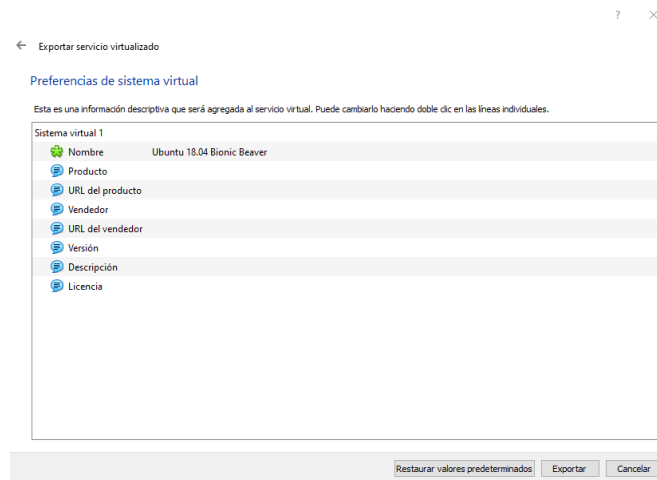 ?
Exportar servicio virtualizado
Preferencias de sistema virtual
Esta es una información descriptiva que será agregada al servicio virtual. Puede cambiarlo haciendo doble clic en las líneas individuales.
Sistema virtual 1
Nombre Ubuntu 18.04 Bionic Beaver
Producto
URL del producto
Vendedor
URL del vendedor
Versión
Descripción
Licencia
Restaurar valores predeterminados Exportar Cancelar